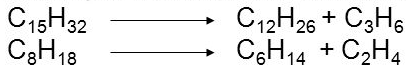 C₁₅H₃₂ ⟶ C₁₂H₂₆ + C₃H₆
C₈H₁₈ ⟶ C₆H₁₄ + C₂H₄